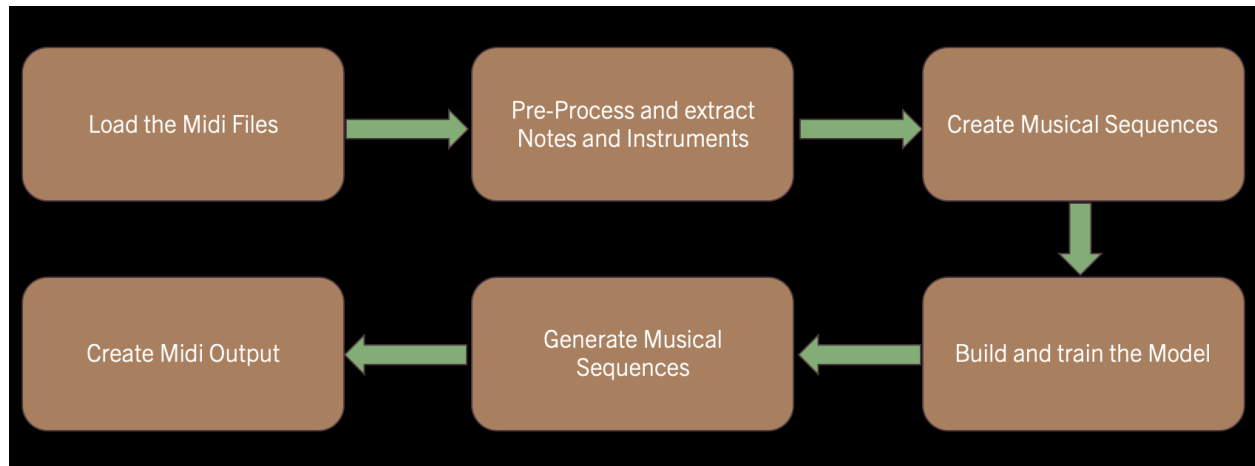 Load the Midi Files
Pre-Process and extract
Notes and Instruments
Create Musical Sequences
Build and train the Model
Generate Musical
Sequences
Create Midi Output